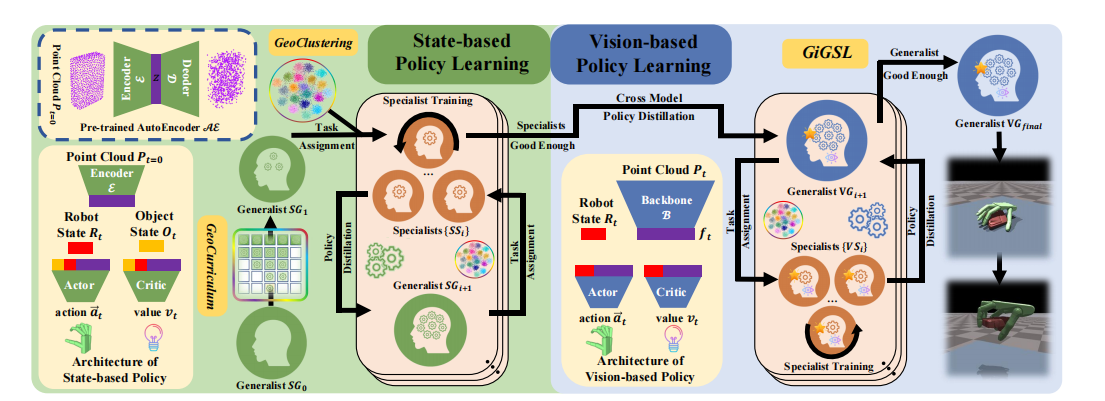 Point Cloud P_{t=0}
Encoder
ℰ
Z
Deoder
𝒟
Pre-trained AutoEncoder 𝒜ℰ
GeoClustering
State-based
Policy Learning
Vision-based
Policy Learning
GiGSL
Generalist
Good Enough
Generalist VG_{final}
Point Cloud P_{t=0}
Encoder
ℰ
Robot
State R_t
Object
State O_t
Actor
Critic
action a⃗_t
value v_t
Architecture of
State-based Policy
GeoCurriculum
Task
Assignment
Generalist SG_1
Generalist SG_0
Specialist Training
...
Specialists {SS_i}
Policy
Distillation
Task
Assignment
Generalist SG_{i+1}
Specialists
Good Enough
Cross Model
Policy Distillation
Point Cloud P_t
Robot
State R_t
Backbone
ℬ
f_t
Actor
Critic
action a⃗_t
value v_t
Architecture of
Vision-based Policy
Generalist VG_{i+1}
Task
Assignment
Policy
Distillation
Specialists {VS_i}
...
Specialist Training